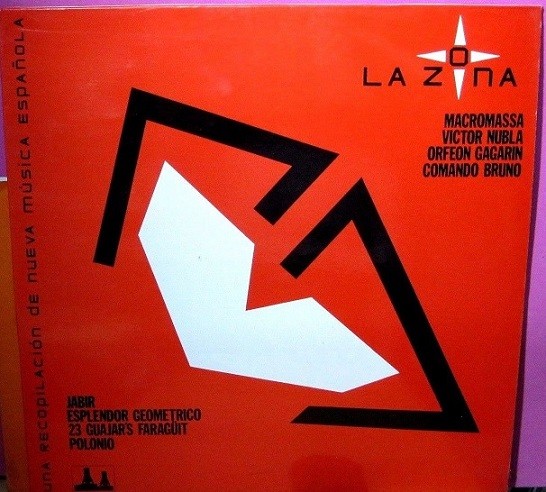 LA ZONA
MACROMASSA
VICTOR NUBLA
ORFEON GAGARIN
COMANDO BRUNO
UNA RECOPILACIÓN DE NUEVA MÚSICA ESPAÑOLA
JABIR
ESPLENDOR GEOMETRICO
23 GUAJAR'S FARAGÜIT
POLONIO